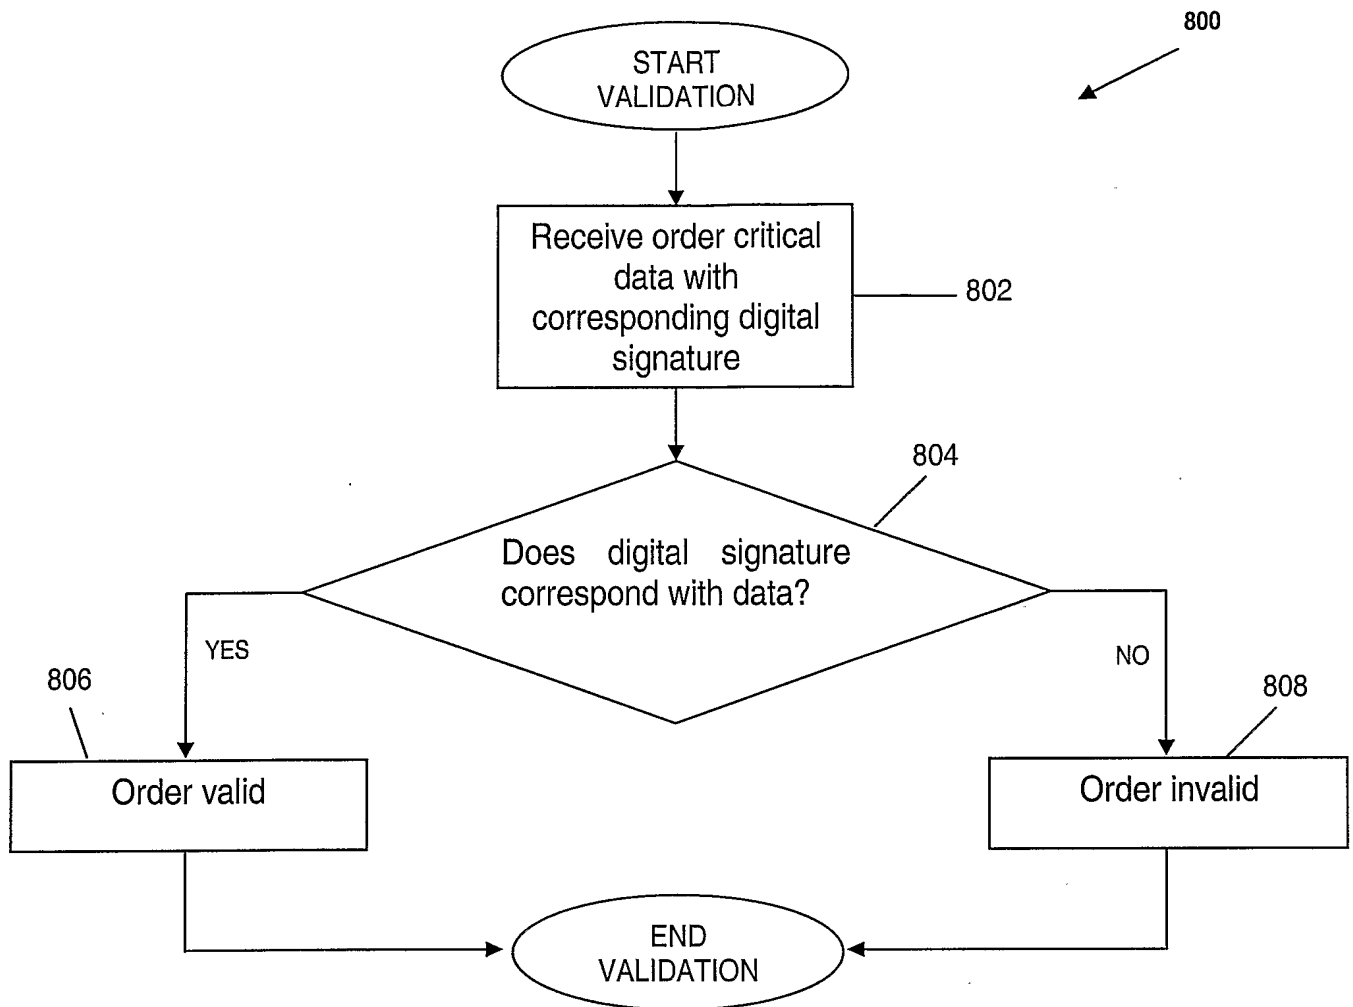 800
START
VALIDATION
Receive order critical
data with
corresponding digital
signature
802
804
Does digital signature
correspond with data?
YES
NO
806
808
Order valid
Order invalid
END
VALIDATION